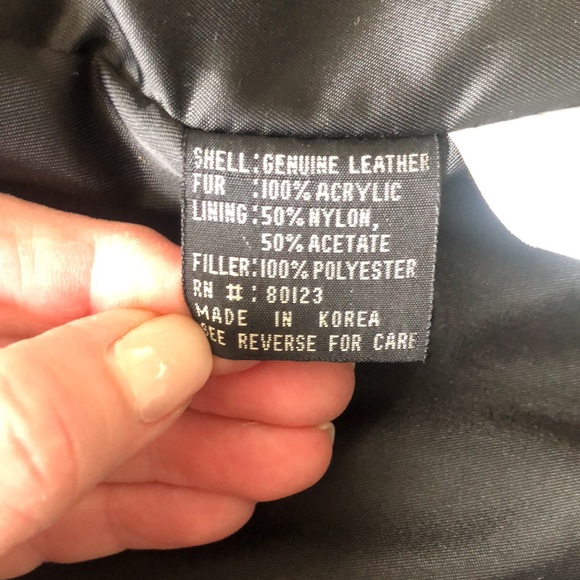 SHELL: GENUINE LEATHER
FUR : 100% ACRYLIC
LINING : 50% NYLON,
50% ACETATE
FILLER: 100% POLYESTER
RN #: 80123
MADE IN KOREA
SEE REVERSE FOR CARE